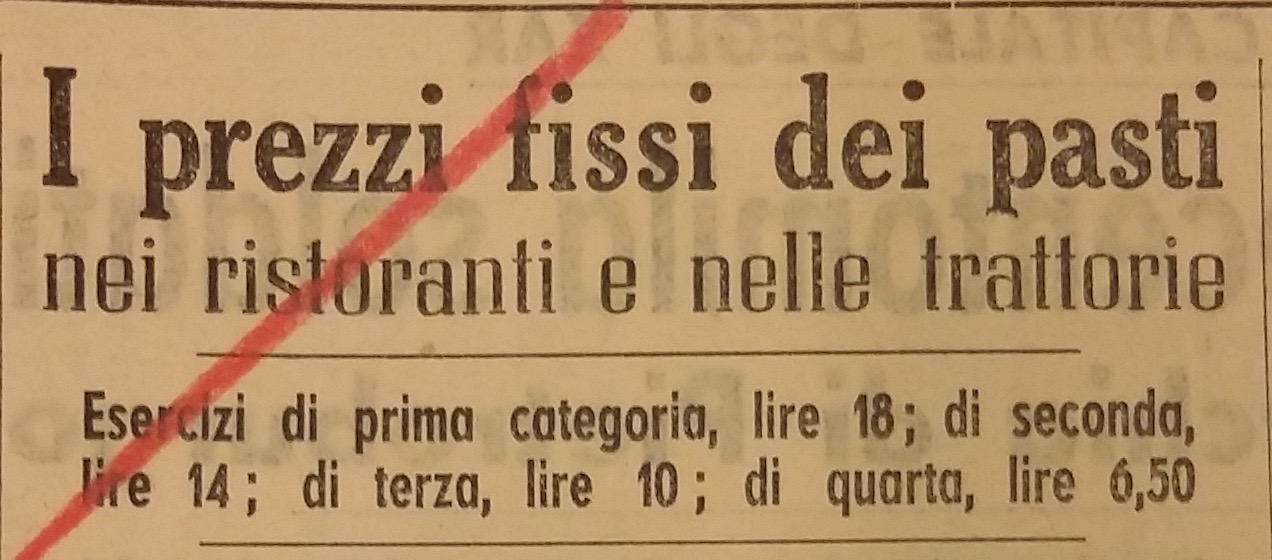 I prezzi fissi dei pasti
nei ristoranti e nelle trattorie
Esercizi di prima categoria, lire 18; di seconda,
lire 14; di terza, lire 10; di quarta, lire 6,50